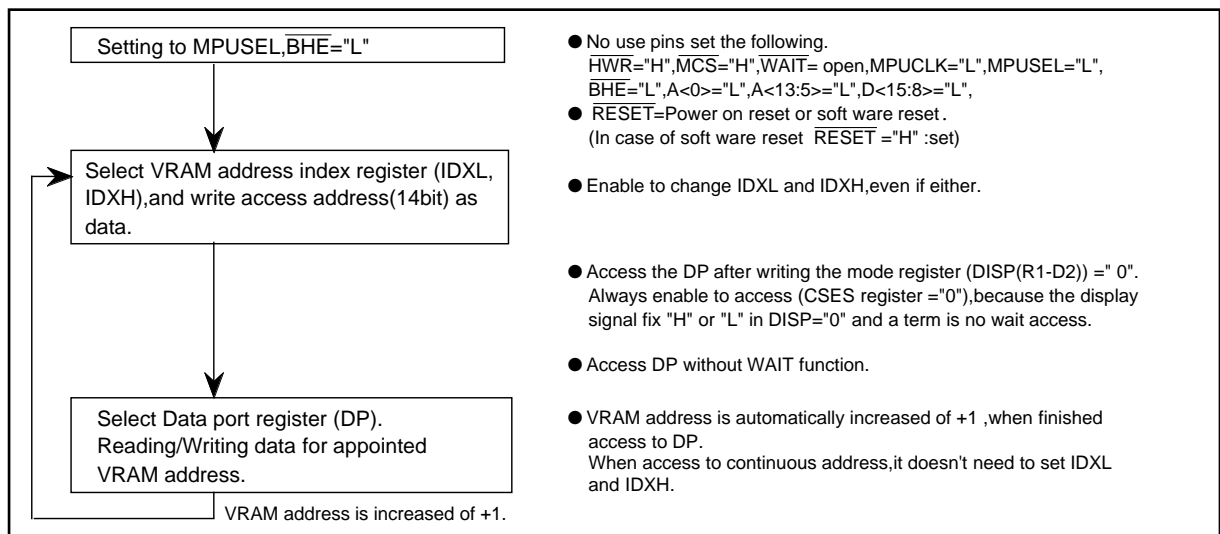 Setting to MPUSEL,BHE="L"
● No use pins set the following.
HWR="H",MCS="H",WAIT= open,MPUCLK="L",MPUSEL="L",
BHE="L",A<0>="L",A<13:5>="L",D<15:8>="L",
● RESET=Power on reset or soft ware reset.
(In case of soft ware reset RESET ="H" :set)
Select VRAM address index register (IDXL,
IDXH),and write access address(14bit) as
data.
● Enable to change IDXL and IDXH,even if either.
● Access the DP after writing the mode register (DISP(R1-D2)) =" 0".
Always enable to access (CSES register ="0"),because the display
signal fix "H" or "L" in DISP="0" and a term is no wait access.
● Access DP without WAIT function.
Select Data port register (DP).
Reading/Writing data for appointed
VRAM address.
● VRAM address is automatically increased of +1 ,when finished
access to DP.
When access to continuous address,it doesn't need to set IDXL
and IDXH.
VRAM address is increased of +1.